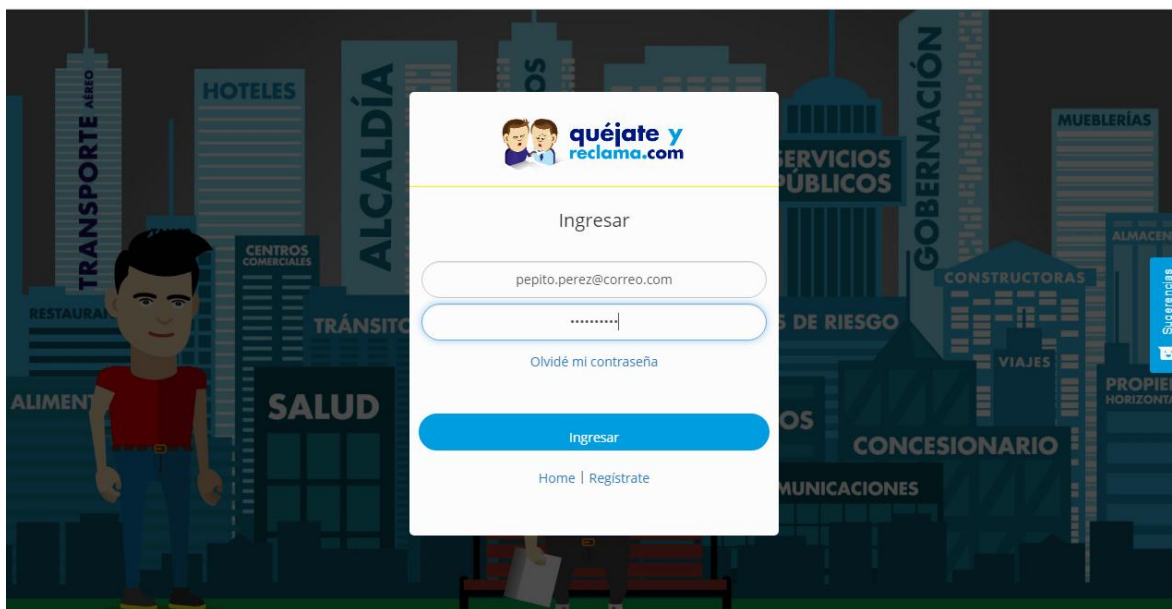 TRANSPORTE AÉREO
HOTELES
ALCALDÍA
GOBERNACIÓN
MUEBLERÍAS
SERVICIOS
PÚBLICOS
quéjate y
reclama.com
Ingresar
CENTROS
COMERCIALES
CONSTRUCTORAS
pepito.perez@correo.com
••••••••••
TRÁNSITO
DE RIESGO
Sugerencias
VIAJES
Olvidé mi contraseña
SALUD
CONCESIONARIO
Ingresar
Home | Regístrate